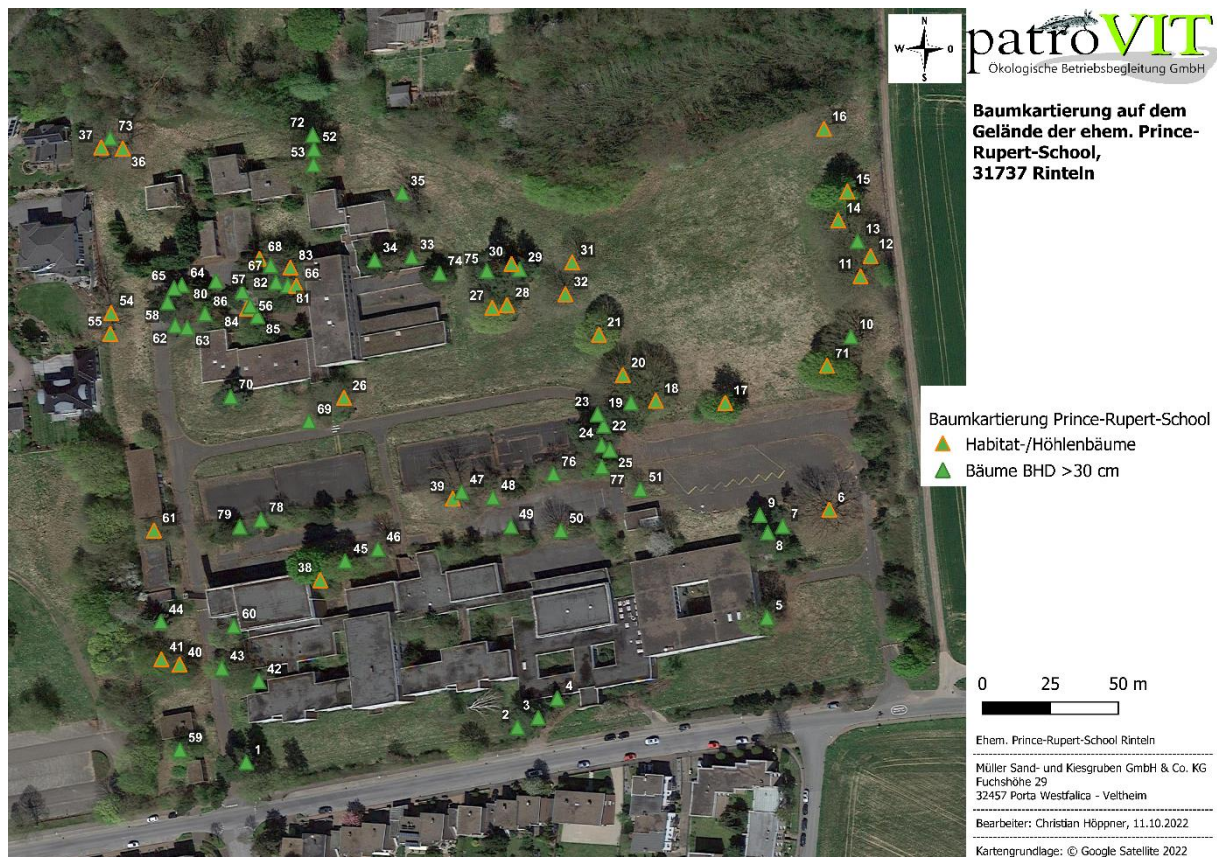 patroVIT
Ökologische Betriebsbegleitung GmbH
Baumkartierung auf dem
Gelände der ehem. Prince-
Rupert-School,
31737 Rinteln
N
W O
S
16
72
37 73 52
36 53
15
35
14
13
12
68 83 34 33 30 29 31
67 11
65 64 57 82 66 74 75
80 81 32
54 86 56 27 28
58 84 85
55 62 63 21 10
71
20
70 26 18 17
69 23 19
22
24
25
76 77
47 51
39 48 6
79 78 49 50 9 7
61 8
46
45
38
44 60 5
41 40 43
42
4
3
2
59 1
Baumkartierung Prince-Rupert-School
Habitat-/Höhlenbäume
Bäume BHD >30 cm
0 25 50 m
Ehem. Prince-Rupert-School Rinteln
Müller Sand- und Kiesgruben GmbH & Co. KG
Fuchshöhe 29
32457 Porta Westfalica - Veltheim
Bearbeiter: Christian Höppner, 11.10.2022
Kartengrundlage: © Google Satellite 2022